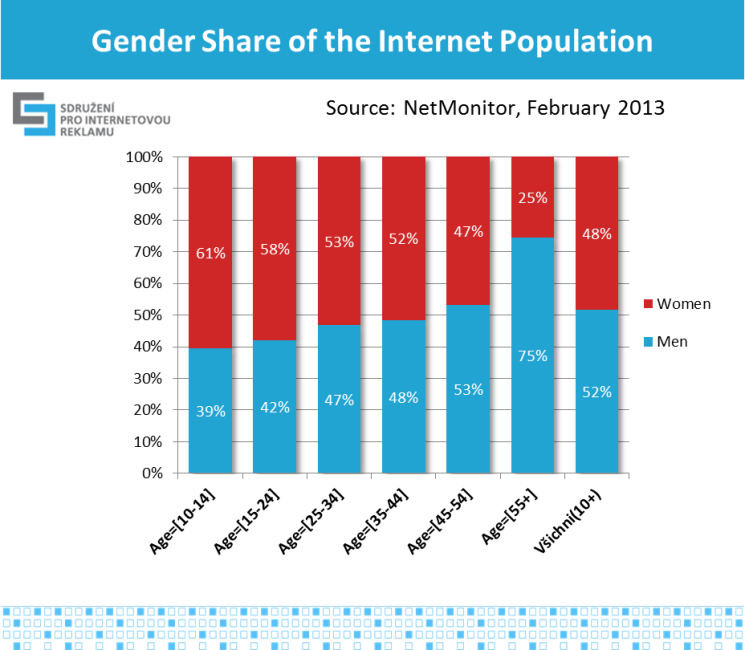 Gender Share of the Internet Population
SDRUŽENÍ
PRO INTERNETOVOU
REKLAMU
Source: NetMonitor, February 2013
100%
90%
80%
70%
60%
50%
40%
30%
20%
10%
0%
61%
58%
53%
52%
47%
25%
48%
39%
42%
47%
48%
53%
75%
52%
Women
Men
Age=[10-14]
Age=[15-24]
Age=[25-34]
Age=[35-44]
Age=[45-54]
Age=[55+]
Všichni(10+)